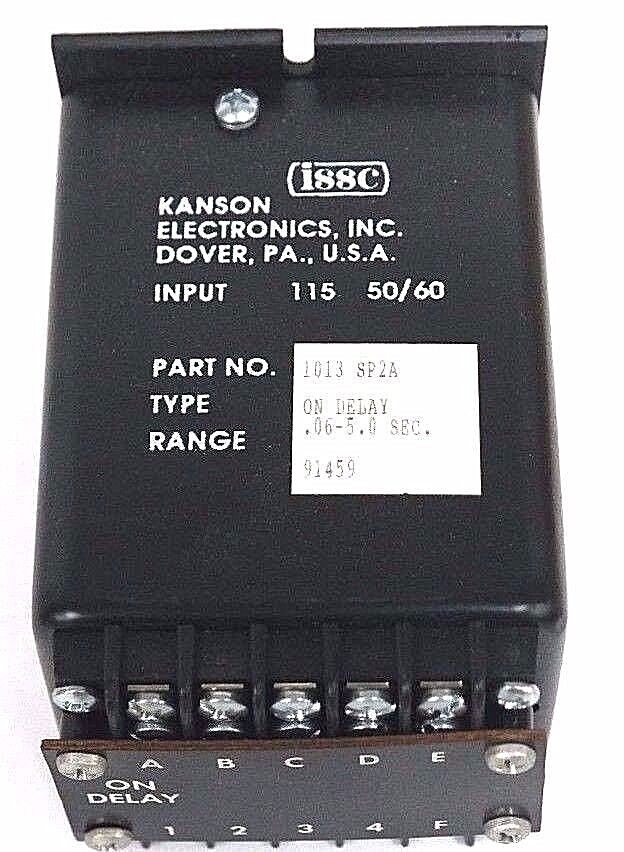 issc
KANSON
ELECTRONICS, INC.
DOVER, PA., U.S.A.
INPUT 115 50/60
PART NO. 1013 SP2A
TYPE ON DELAY
RANGE .06-5.0 SEC.
91459
A B C D E
ON
DELAY
1 2 3 4 F